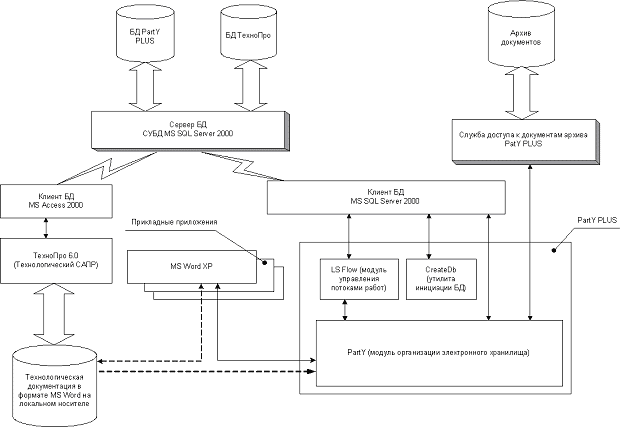 БД PartY
PLUS
БД ТехноПро
Архив
документов
Сервер БД
СУБД MS SQL Server 2000
Служба доступа к документам архива
PatY PLUS
Клиент БД
MS Access 2000
Клиент БД
MS SQL Server 2000
Прикладные приложения
PartY PLUS
ТехноПро 6.0
(Технологический САПР)
MS Word XP
LS Flow (модуль
управления
потоками работ)
CreateDb
(утилита
инициации БД)
PartY (модуль организации электронного хранилища)
Технологическая
документация в
формате MS Word на
локальном носителе